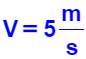 V = 5 m/s